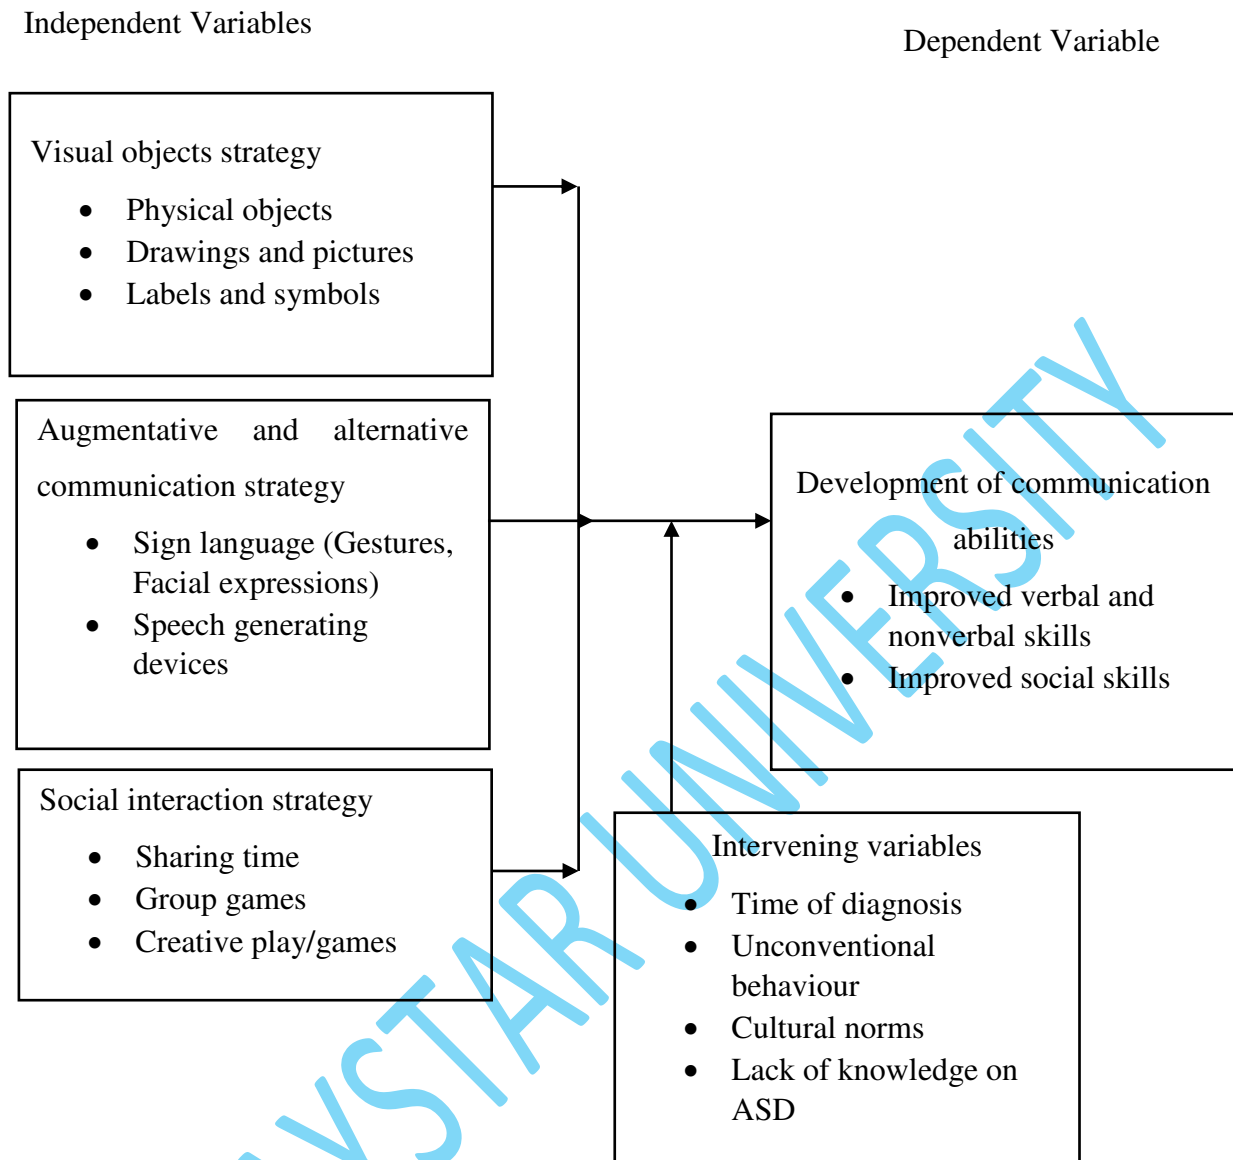 Independent Variables
Dependent Variable
Visual objects strategy
• Physical objects
• Drawings and pictures
• Labels and symbols
Augmentative and alternative
communication strategy
• Sign language (Gestures,
Facial expressions)
• Speech generating
devices
Social interaction strategy
• Sharing time
• Group games
• Creative play/games
Development of communication
abilities
• Improved verbal and
nonverbal skills
• Improved social skills
Intervening variables
• Time of diagnosis
• Unconventional
behaviour
• Cultural norms
• Lack of knowledge on
ASD
YSTAR UNIVERSITY